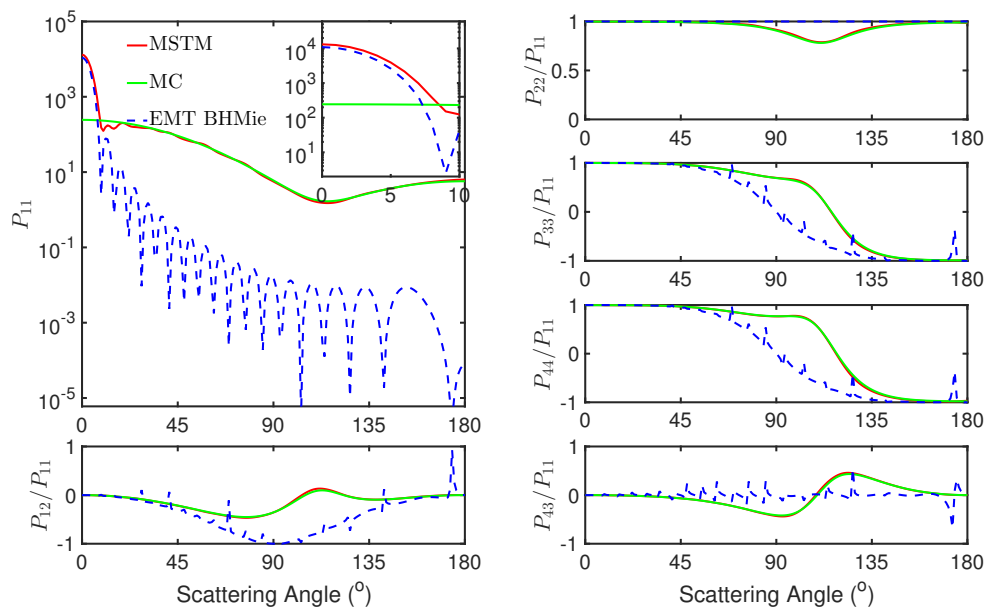 10^5
10^3
10^1
10^-1
10^-3
10^-5
P_11
MSTM
MC
EMT BHMie
10^4
10^3
10^2
10^1
0 5 10
0 45 90 135 180
1
0
-1
P_12/P_11
0 45 90 135 180
Scattering Angle (°)
1
0.5
0
P_22/P_11
0 45 90 135 180
1
0
-1
P_33/P_11
0 45 90 135 180
1
0
-1
P_44/P_11
0 45 90 135 180
1
0
-1
P_43/P_11
0 45 90 135 180
Scattering Angle (°)